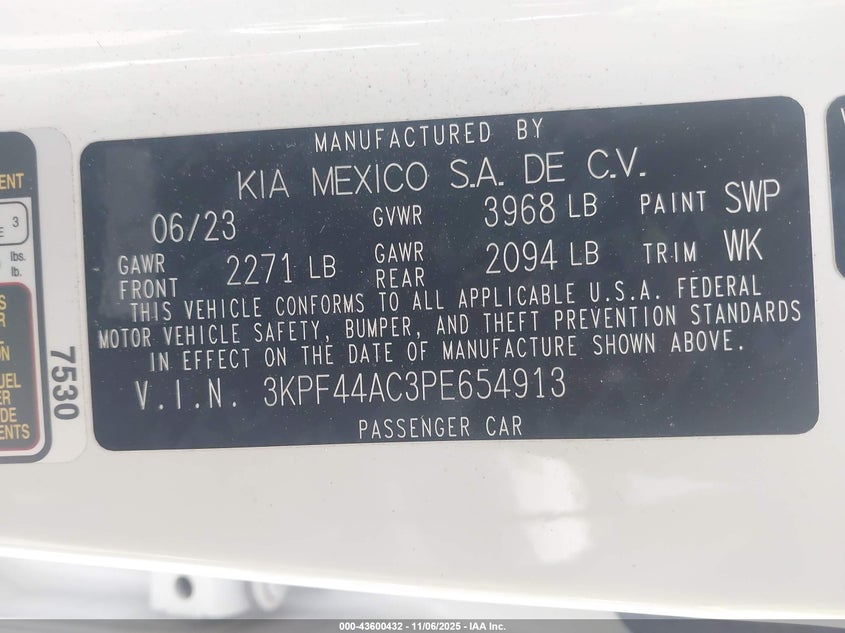 MANUFACTURED BY
KIA MEXICO S.A. DE C.V.
06/23 GVWR 3968 LB PAINT SWP
GAWR FRONT 2271 LB GAWR REAR 2094 LB TRIM WK
THIS VEHICLE CONFORMS TO ALL APPLICABLE U.S.A. FEDERAL
MOTOR VEHICLE SAFETY, BUMPER, AND THEFT PREVENTION STANDARDS
IN EFFECT ON THE DATE OF MANUFACTURE SHOWN ABOVE.
V.I.N. 3KPF44AC3PE654913
PASSENGER CAR
3
lbs.
lb.
7530
000-43600432 - 11/06/2025 - IAA Inc.